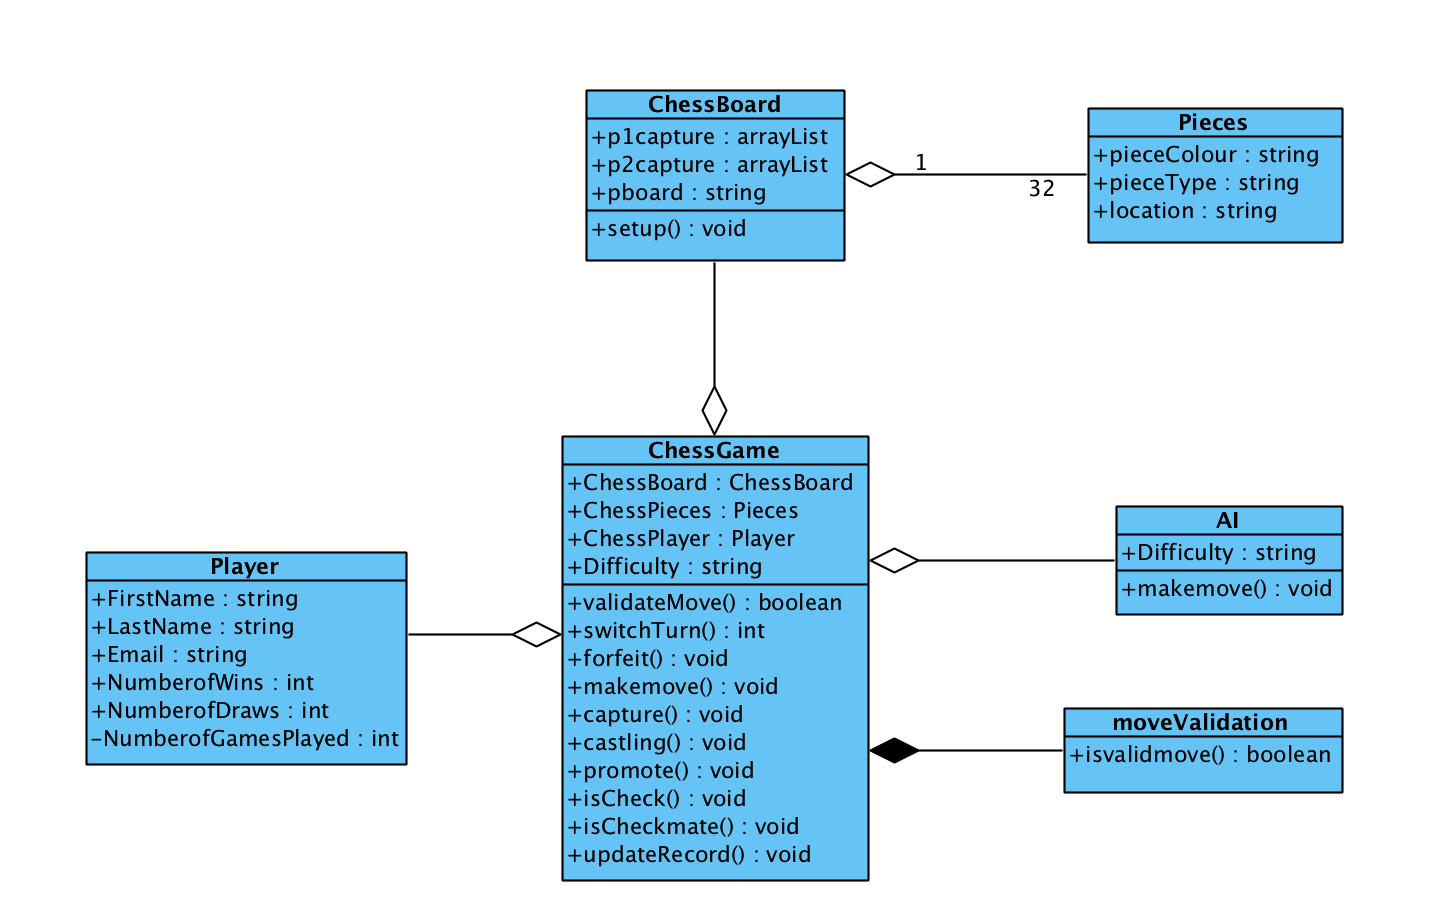 ChessBoard
+p1capture : arrayList
+p2capture : arrayList
+pboard : string
+setup() : void
1
32
Pieces
+pieceColour : string
+pieceType : string
+location : string
ChessGame
+ChessBoard : ChessBoard
+ChessPieces : Pieces
+ChessPlayer : Player
+Difficulty : string
+validateMove() : boolean
+switchTurn() : int
+forfeit() : void
+makemove() : void
+capture() : void
+castling() : void
+promote() : void
+isCheck() : void
+isCheckmate() : void
+updateRecord() : void
Player
+FirstName : string
+LastName : string
+Email : string
+NumberofWins : int
+NumberofDraws : int
-NumberofGamesPlayed : int
AI
+Difficulty : string
+makemove() : void
moveValidation
+isvalidmove() : boolean